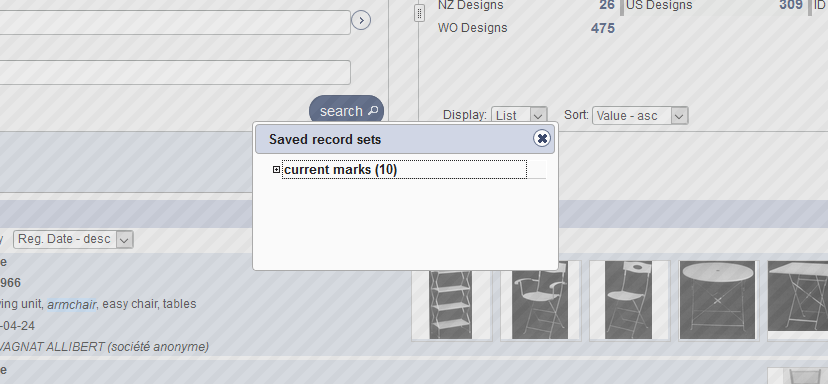 NZ Designs 26 US Designs 309 ID
WO Designs 475
search
Display: List Sort: Value - asc
Saved record sets
current marks (10)
Reg. Date - desc
966
ing unit, armchair, easy chair, tables
-04-24
VAGNAT ALLIBERT (société anonyme)